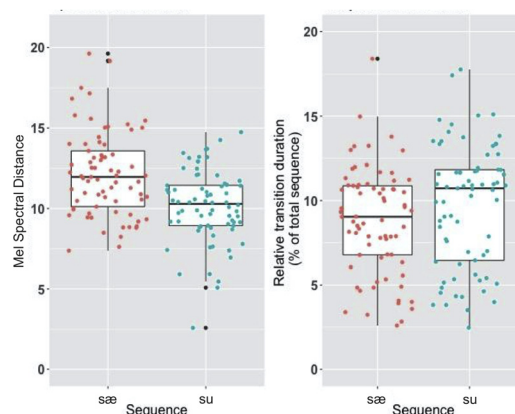 20
15
10
5
0
Mel Spectral Distance
sæ
su
Sequence
20
15
10
5
0
Relative transition duration
(% of total sequence)
sæ
su
Sequence